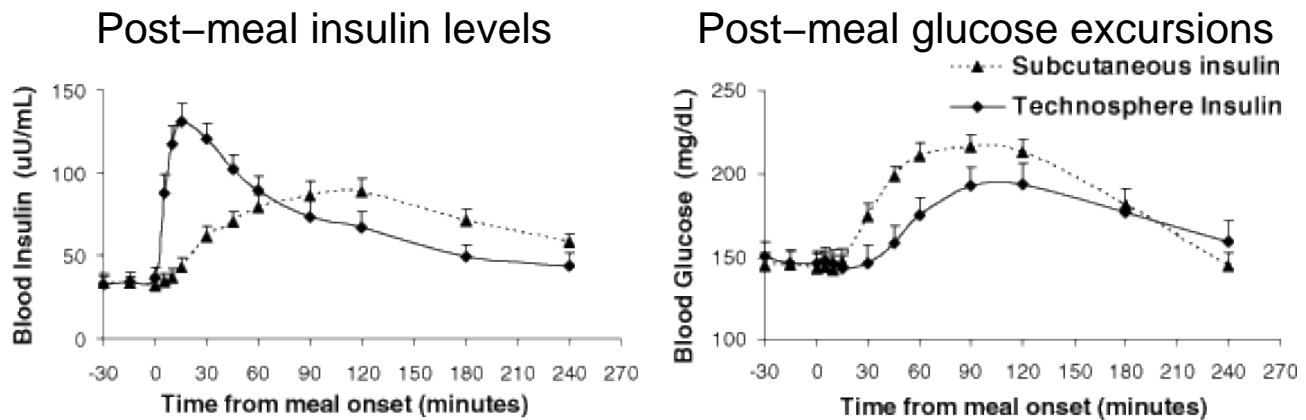 Post–meal insulin levels
Post–meal glucose excursions
Subcutaneous insulin
Technosphere Insulin
Blood Insulin (uU/mL)
150
100
50
0
-30 0 30 60 90 120 150 180 210 240 270
Time from meal onset (minutes)
Blood Glucose (mg/dL)
250
200
150
100
-30 0 30 60 90 120 150 180 210 240 270
Time from meal onset (minutes)